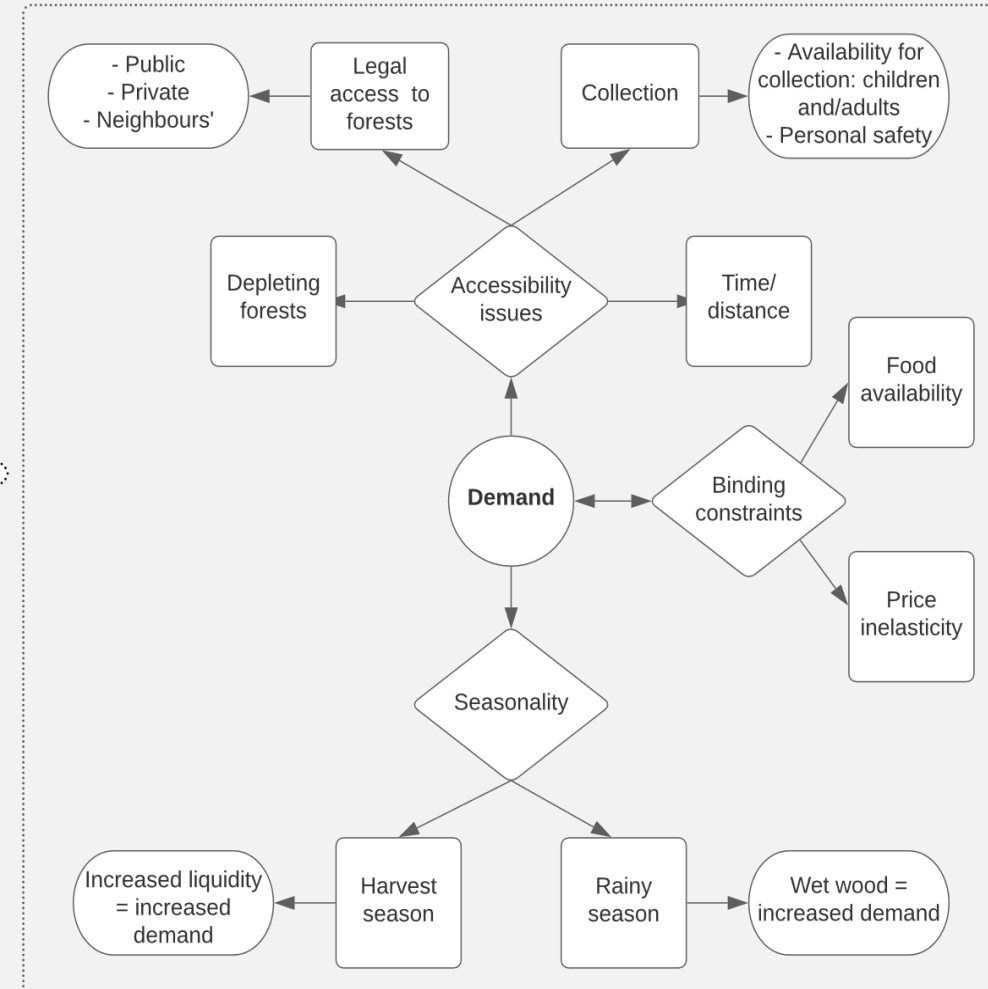 - Public
- Private
- Neighbours'
Legal
access to
forests
Collection
- Availability for
collection: children
and/adults
- Personal safety
Depleting
forests
Accessibility
issues
Time/
distance
Food
availability
Demand
Binding
constraints
Price
inelasticity
Seasonality
Increased liquidity
= increased
demand
Harvest
season
Rainy
season
Wet wood =
increased demand